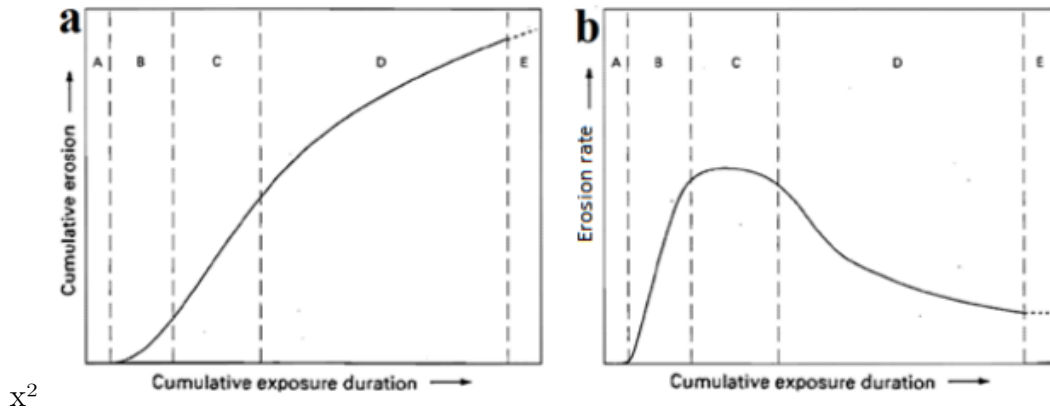 a
A B C D E
Cumulative erosion
Cumulative exposure duration
b
A B C D E
Erosion rate
Cumulative exposure duration
x²